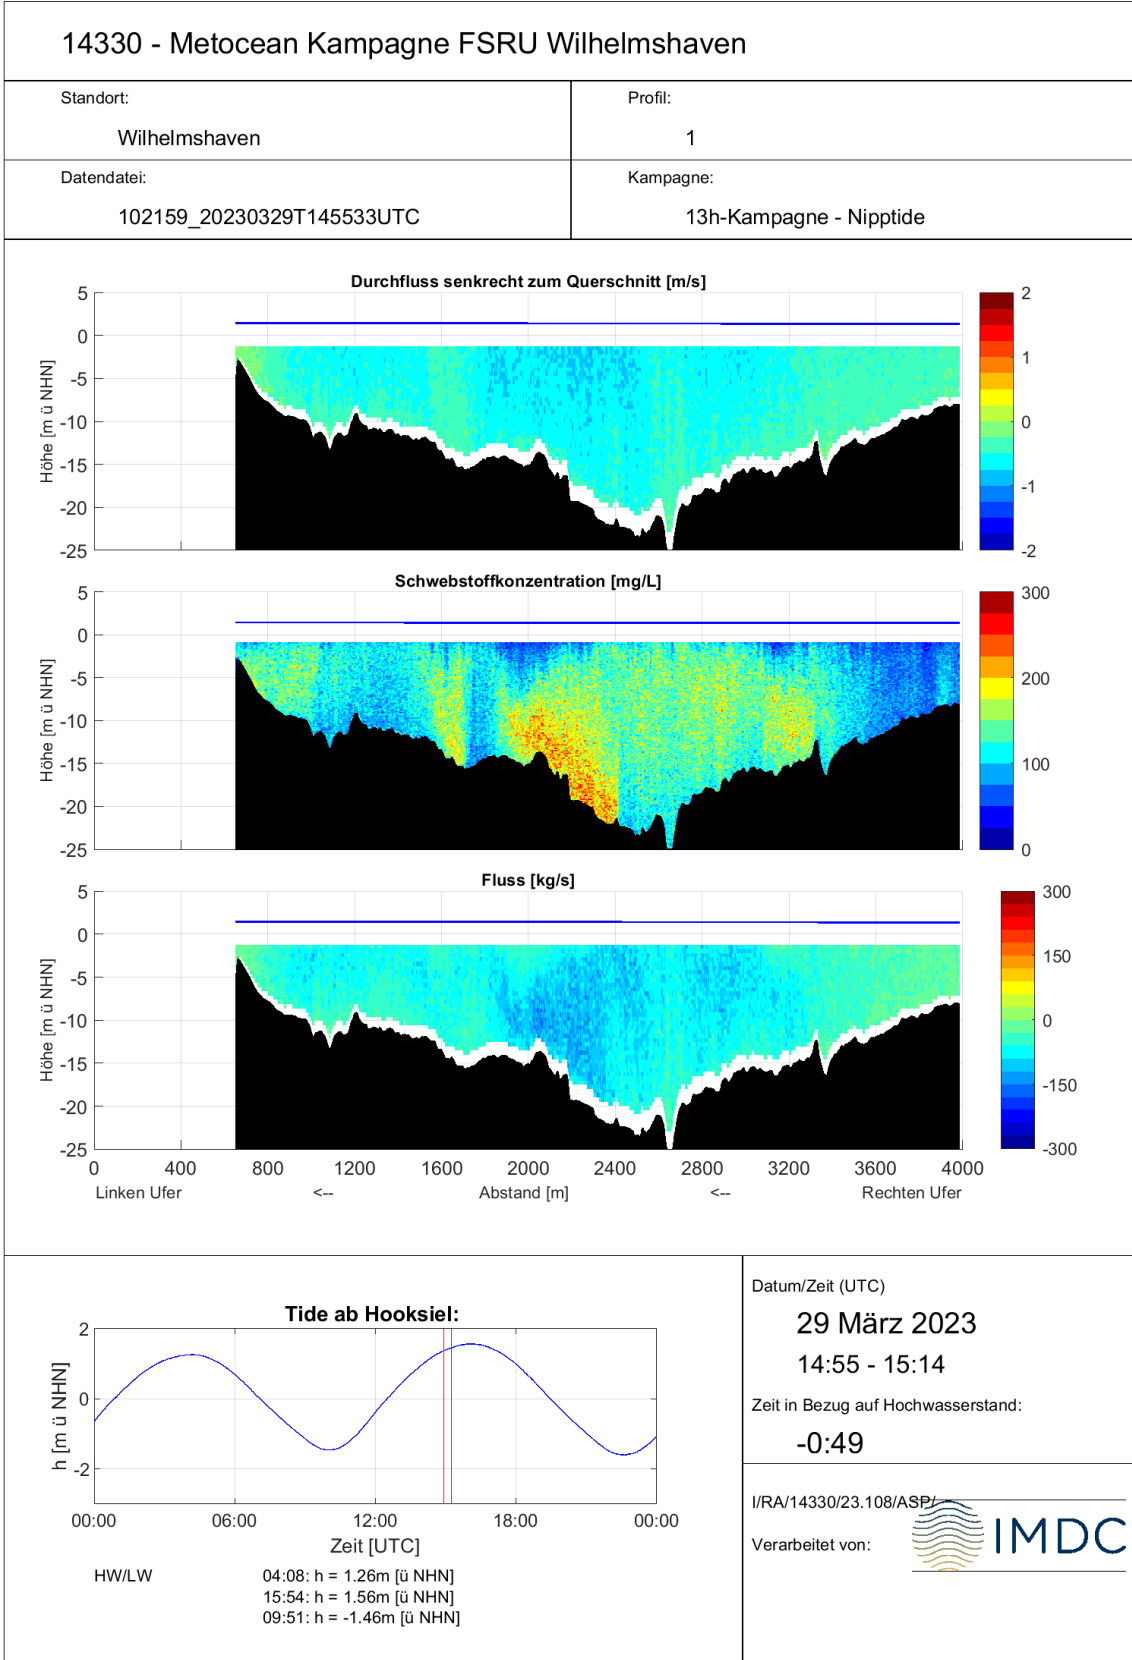 14330 - Metocean Kampagne FSRU Wilhelmshaven
Standort:
Wilhelmshaven
Profil:
1
Datendatei:
102159_20230329T145533UTC
Kampagne:
13h-Kampagne - Nipptide
Durchfluss senkrecht zum Querschnitt [m/s]
Höhe [m ü NHN]
5
0
-5
-10
-15
-20
-25
2
1
0
-1
-2
Schwebstoffkonzentration [mg/L]
Höhe [m ü NHN]
5
0
-5
-10
-15
-20
-25
300
200
100
0
Fluss [kg/s]
Höhe [m ü NHN]
5
0
-5
-10
-15
-20
-25
300
150
0
-150
-300
0 400 800 1200 1600 2000 2400 2800 3200 3600 4000
Linken Ufer <-- Abstand [m] <-- Rechten Ufer
Tide ab Hooksiel:
h [m ü NHN]
2
0
-2
00:00 06:00 12:00 18:00 00:00
Zeit [UTC]
HW/LW 04:08: h = 1.26m [ü NHN]
15:54: h = 1.56m [ü NHN]
09:51: h = -1.46m [ü NHN]
Datum/Zeit (UTC)
29 März 2023
14:55 - 15:14
Zeit in Bezug auf Hochwasserstand:
-0:49
I/RA/14330/23.108/ASP/
Verarbeitet von:
IMDC